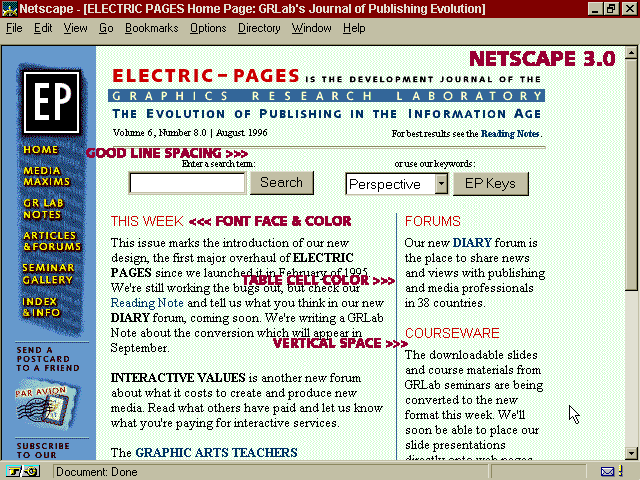 Netscape - [ELECTRIC PAGES Home Page: GRLab's Journal of Publishing Evolution]
File Edit View Go Bookmarks Options Directory Window Help
NETSCAPE 3.0
EP
ELECTRIC-PAGES IS THE DEVELOPMENT JOURNAL OF THE
GRAPHICS RESEARCH LABORATORY
THE EVOLUTION OF PUBLISHING IN THE INFORMATION AGE
Volume 6, Number 8.0 | August 1996
For best results see the Reading Notes.
GOOD LINE SPACING >>>
Enter a search term:
or use our keywords:
Search
Perspective
EP Keys
HOME
MEDIA
MAXIMS
GR LAB
NOTES
ARTICLES
& FORUMS
SEMINAR
GALLERY
INDEX
& INFO
SEND A
POSTCARD
TO A FRIEND
PAR AVION
SUBSCRIBE
TO OUR
THIS WEEK <<< FONT FACE & COLOR
This issue marks the introduction of our new
design, the first major overhaul of ELECTRIC
PAGES since we launched it in February of 1995.
TABLE CELL COLOR >>>
We're still working the bugs out, but check our
Reading Note and tell us what you think in our new
DIARY forum, coming soon. We're writing a GRLab
Note about the conversion which will appear in
September.
VERTICAL SPACE >>>
INTERACTIVE VALUES is another new forum
about what it costs to create and produce new
media. Read what others have paid and let us know
what you're paying for interactive services.
The GRAPHIC ARTS TEACHERS
FORUMS
Our new DIARY forum is
the place to share news
and views with publishing
and media professionals
in 38 countries.
COURSEWARE
The downloadable slides
and course materials from
GRLab seminars are being
converted to the new
format this week. We'll
soon be able to place our
slide presentations
directly onto web pages
Document: Done